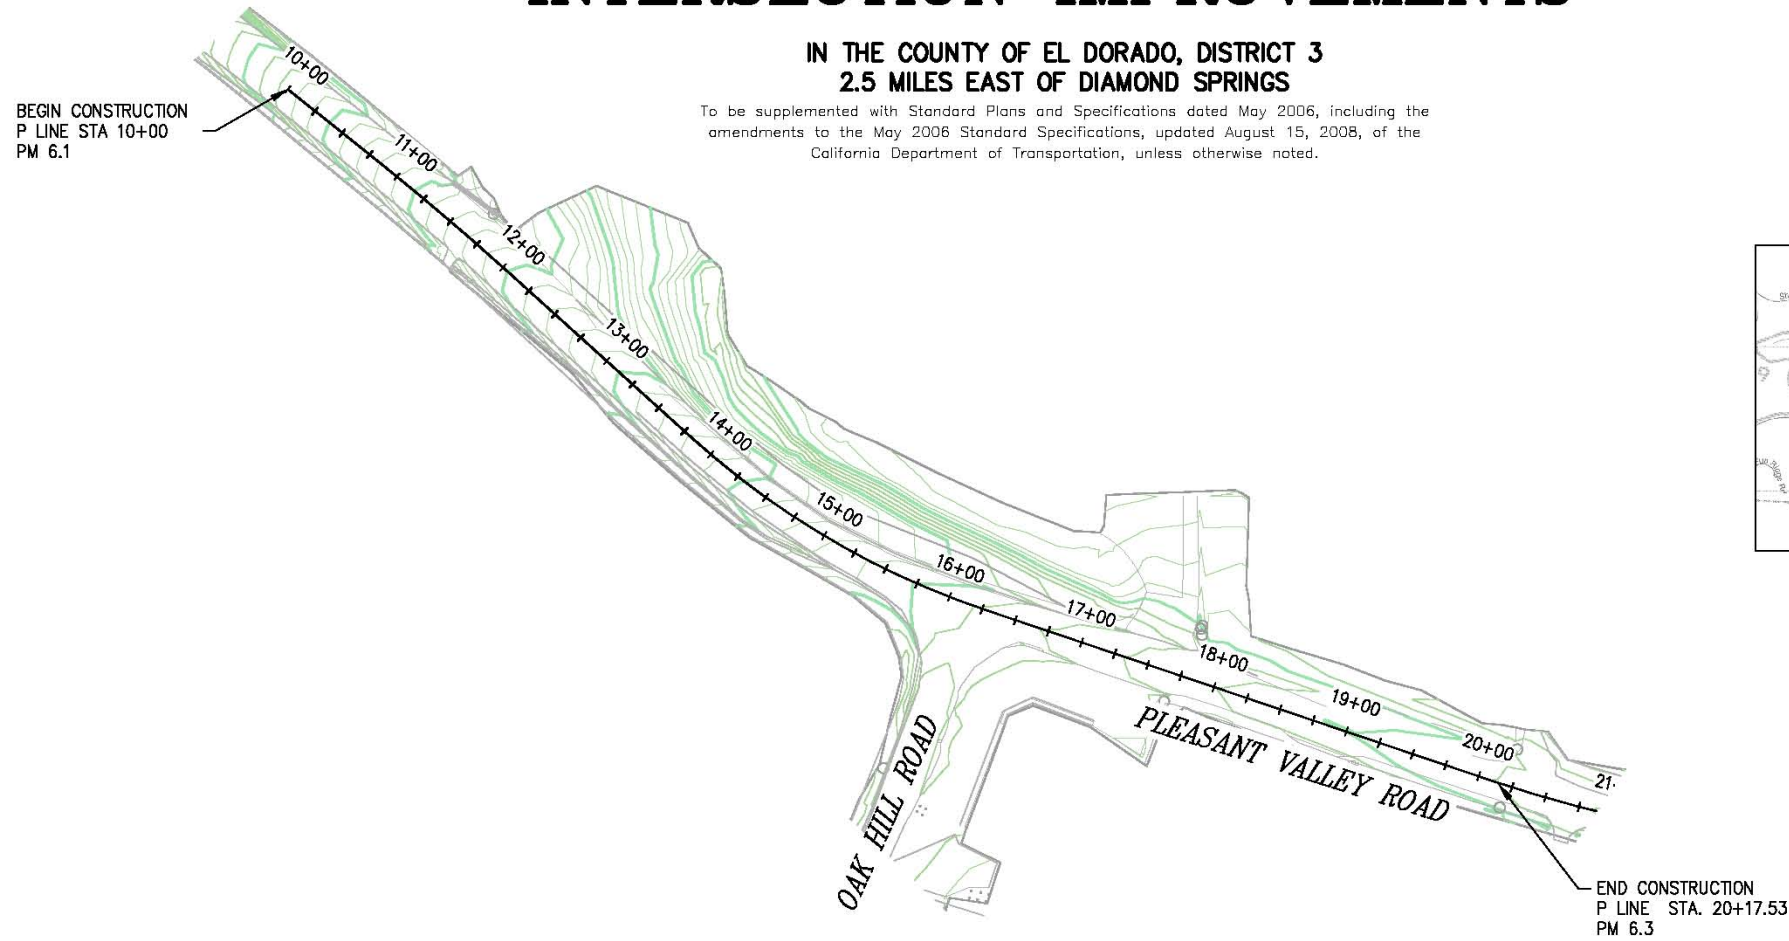 INTERSECTION IMPROVEMENTS
IN THE COUNTY OF EL DORADO, DISTRICT 3
2.5 MILES EAST OF DIAMOND SPRINGS
To be supplemented with Standard Plans and Specifications dated May 2006, including the
amendments to the May 2006 Standard Specifications, updated August 15, 2008, of the
California Department of Transportation, unless otherwise noted.
BEGIN CONSTRUCTION
P LINE STA 10+00
PM 6.1
10+00
11+00
12+00
13+00
14+00
15+00
16+00
17+00
18+00
19+00
20+00
21
PLEASANT VALLEY ROAD
OAK HILL ROAD
END CONSTRUCTION
P LINE STA. 20+17.53
PM 6.3